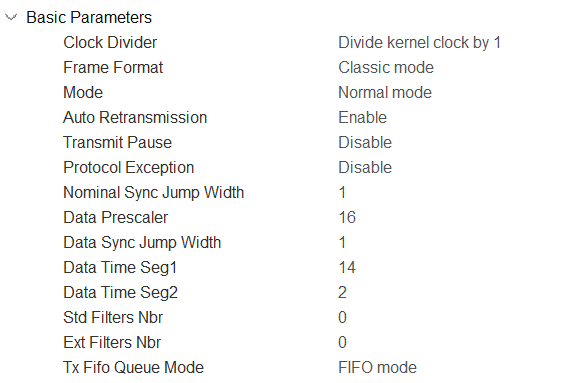 Basic Parameters
Clock Divider Divide kernel clock by 1
Frame Format Classic mode
Mode Normal mode
Auto Retransmission Enable
Transmit Pause Disable
Protocol Exception Disable
Nominal Sync Jump Width 1
Data Prescaler 16
Data Sync Jump Width 1
Data Time Seg1 14
Data Time Seg2 2
Std Filters Nbr 0
Ext Filters Nbr 0
Tx Fifo Queue Mode FIFO mode